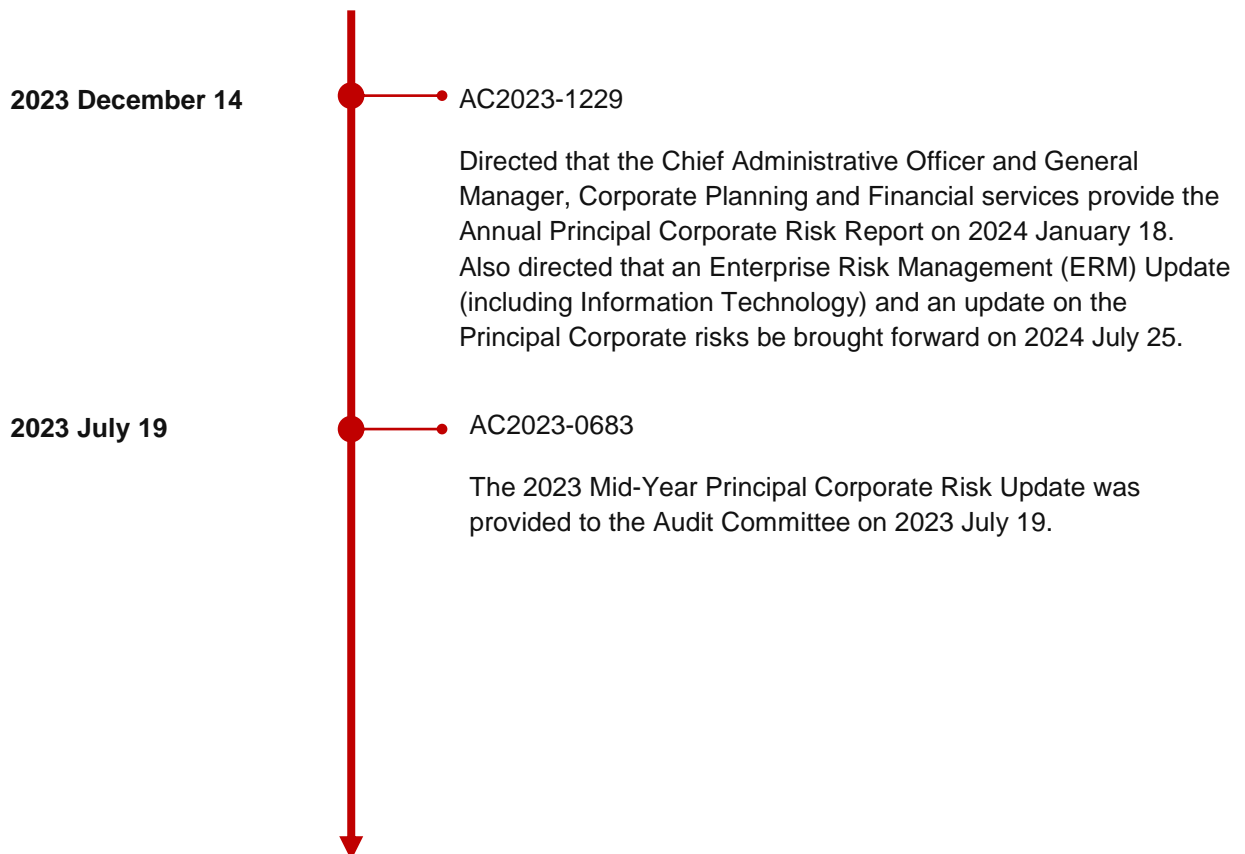 2023 December 14
AC2023-1229
Directed that the Chief Administrative Officer and General
Manager, Corporate Planning and Financial services provide the
Annual Principal Corporate Risk Report on 2024 January 18.
Also directed that an Enterprise Risk Management (ERM) Update
(including Information Technology) and an update on the
Principal Corporate risks be brought forward on 2024 July 25.
2023 July 19
AC2023-0683
The 2023 Mid-Year Principal Corporate Risk Update was
provided to the Audit Committee on 2023 July 19.